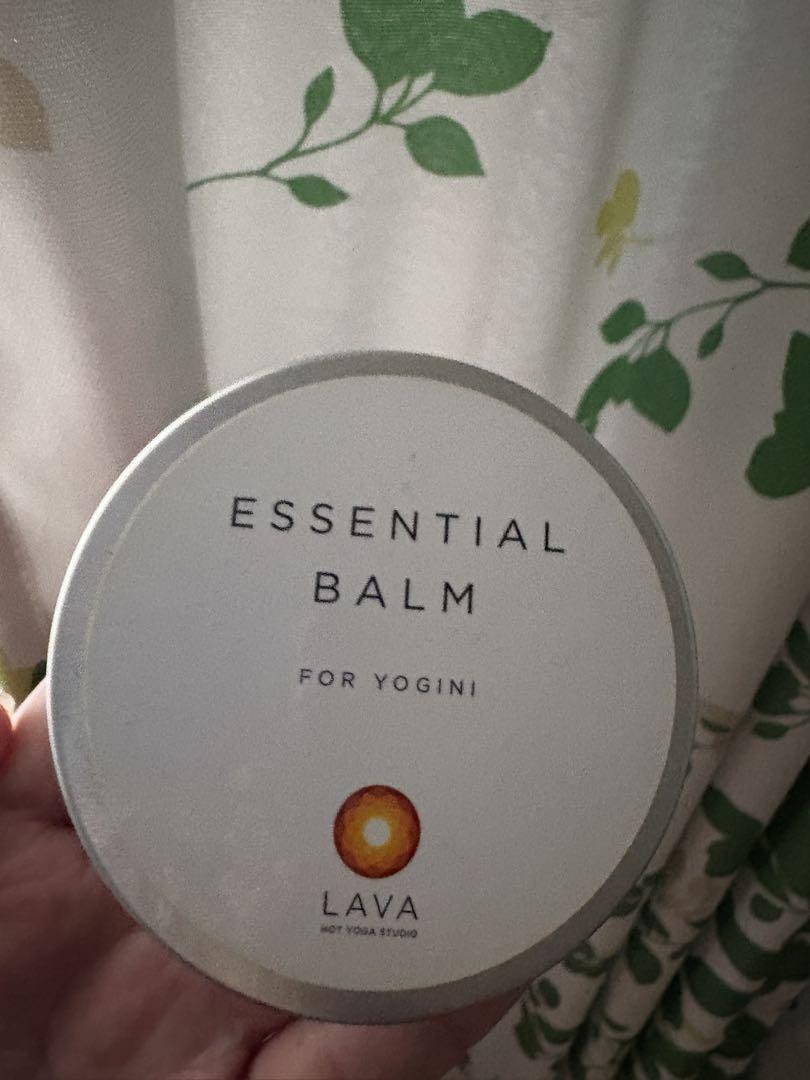 ESSENTIAL
BALM
FOR YOGINI
LAVA
HOT YOGA STUDIO